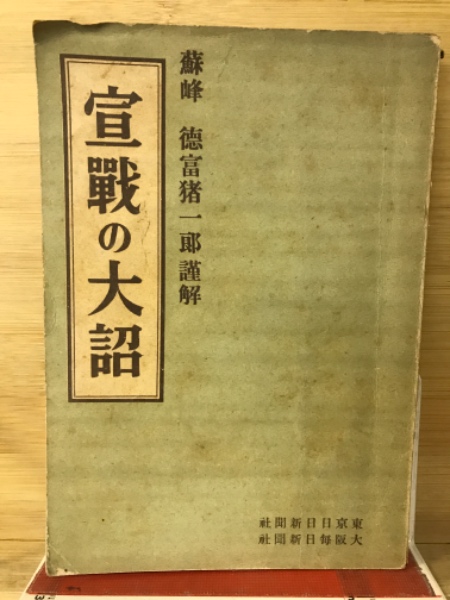 蘇峰 德富猪一郎謹解
宣戰の大詔
東京日日新聞社
大阪每日新聞社